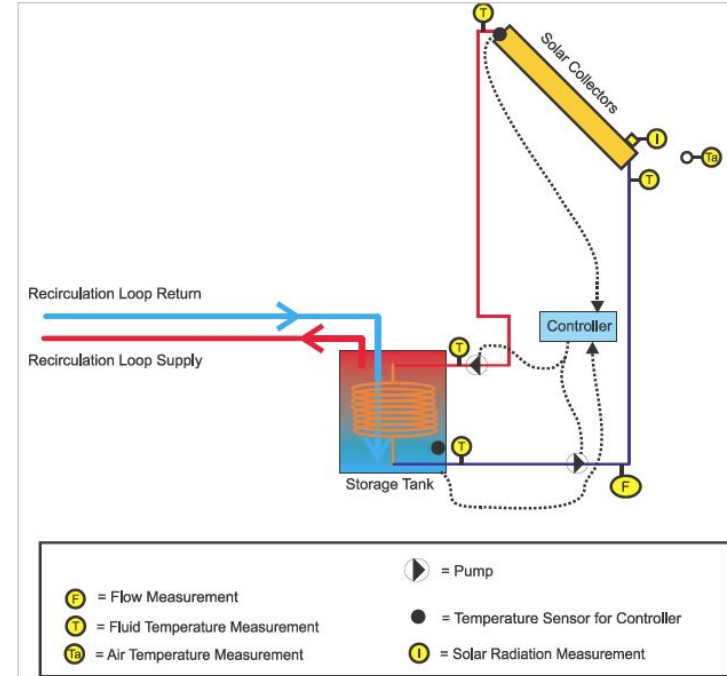 T
Solar Collectors
I
Ta
T
Recirculation Loop Return
Controller
Recirculation Loop Supply
T
T
Storage Tank
F
= Pump
F = Flow Measurement
= Temperature Sensor for Controller
T = Fluid Temperature Measurement
Ta = Air Temperature Measurement
I = Solar Radiation Measurement